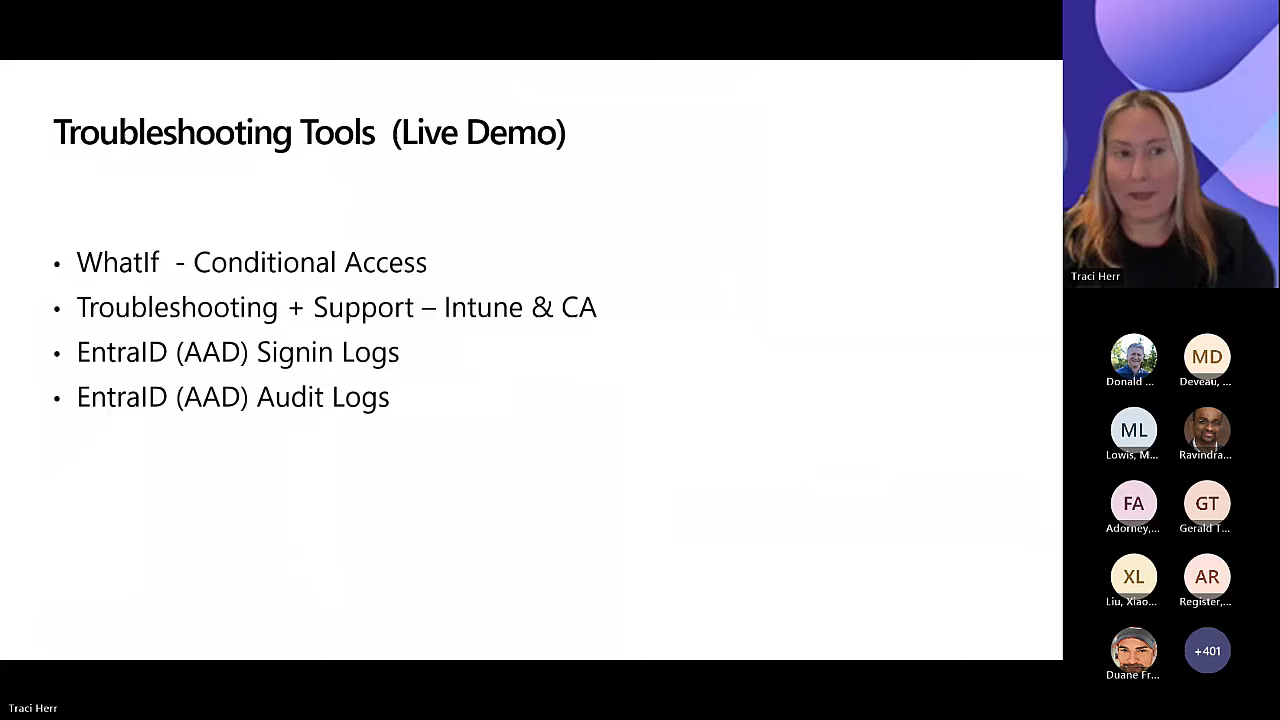 Troubleshooting Tools (Live Demo)
• WhatIf - Conditional Access
• Troubleshooting + Support – Intune & CA
• EntraID (AAD) Signin Logs
• EntraID (AAD) Audit Logs
Traci Herr
Donald ...
MD
Deveau, ...
ML
Lowis, M...
Ravindra...
FA
Adorney,...
GT
Gerald T...
XL
Liu, Xiao...
AR
Register,...
Duane Fr...
+401
Traci Herr